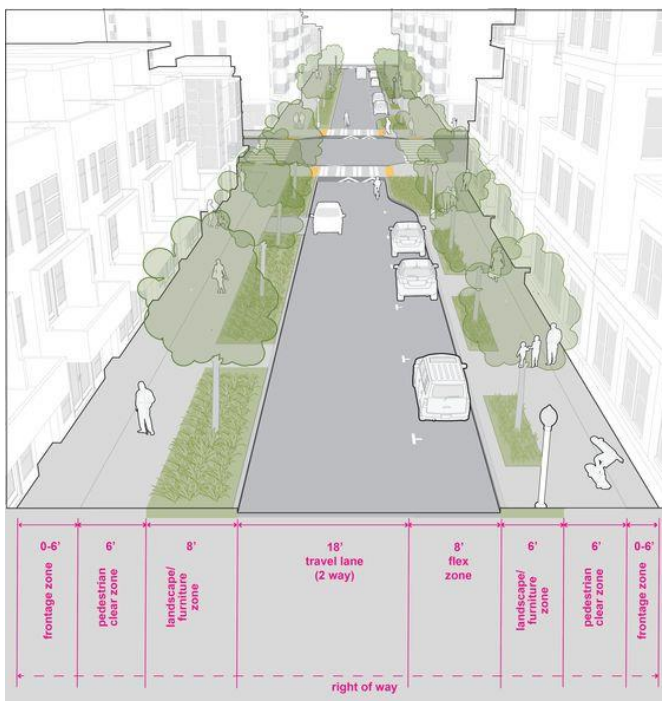 0-6'
frontage zone
6'
pedestrian
clear zone
8'
landscape/
furniture
zone
18'
travel lane
(2 way)
8'
flex
zone
6'
landscape/
furniture
zone
6'
pedestrian
clear zone
0-6'
frontage zone
right of way